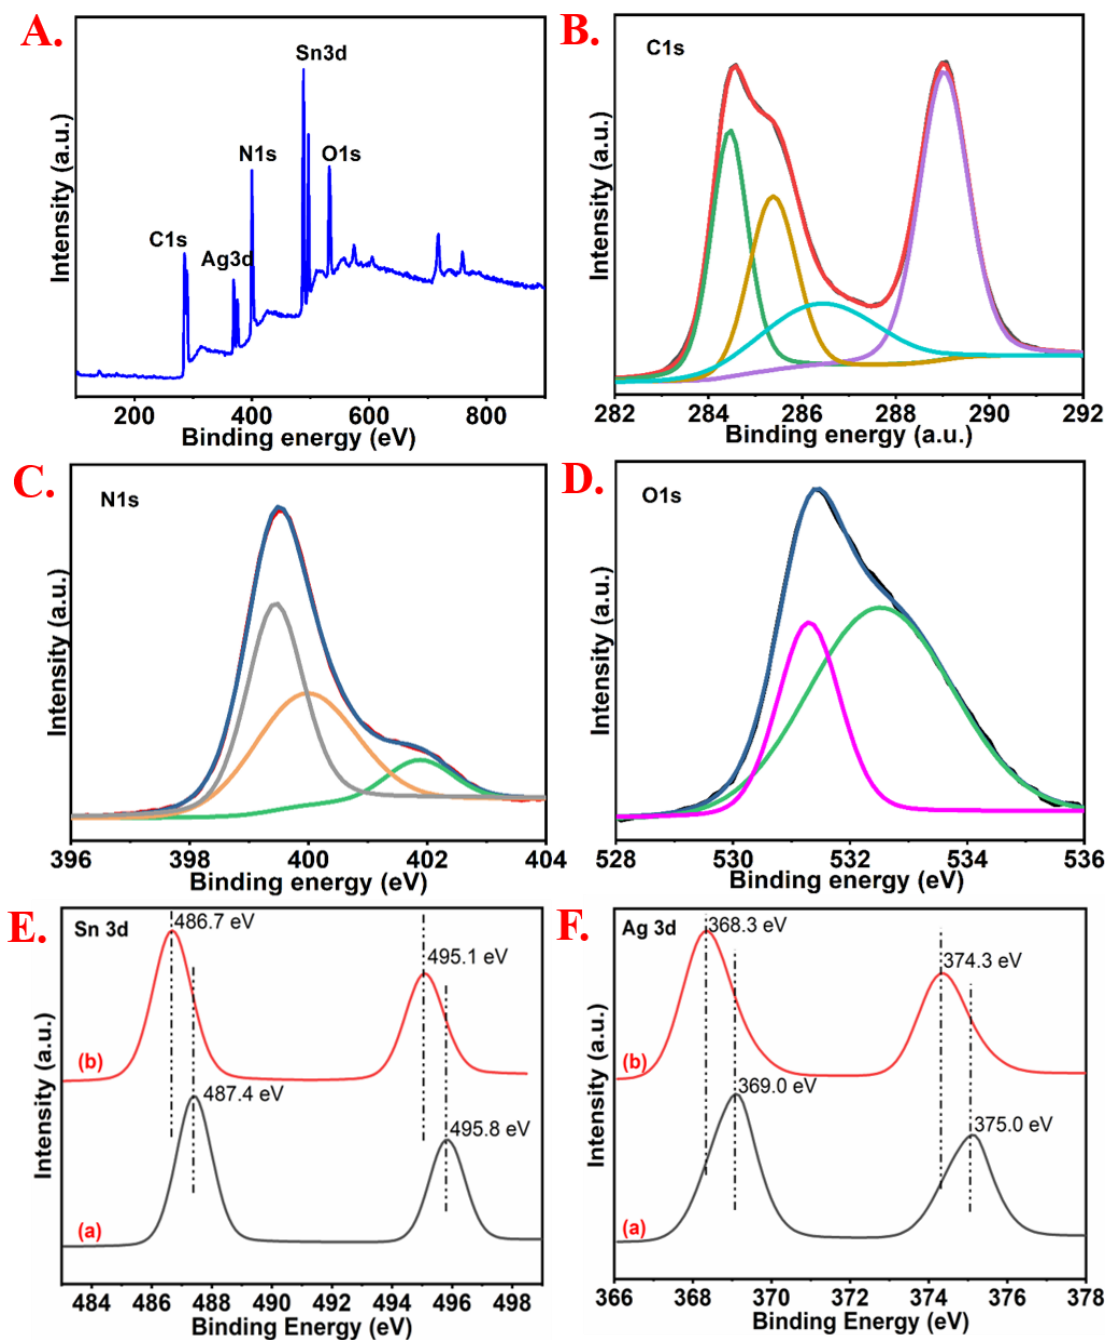 A.
Sn3d
N1s
O1s
C1s
Ag3d
Intensity (a.u.)
200 400 600 800
Binding energy (eV)
B.
C1s
Intensity (a.u.)
282 284 286 288 290 292
Binding energy (a.u.)
C.
N1s
Intensity (a.u.)
396 398 400 402 404
Binding energy (eV)
D.
O1s
Intensity (a.u.)
528 530 532 534 536
Binding energy (eV)
E.
Sn 3d
486.7 eV
495.1 eV
(b)
487.4 eV
495.8 eV
(a)
Intensity (a.u.)
484 486 488 490 492 494 496 498
Binding Energy (eV)
F.
Ag 3d
368.3 eV
374.3 eV
(b)
369.0 eV
375.0 eV
(a)
Intensity (a.u.)
366 368 370 372 374 376 378
Binding Energy (eV)